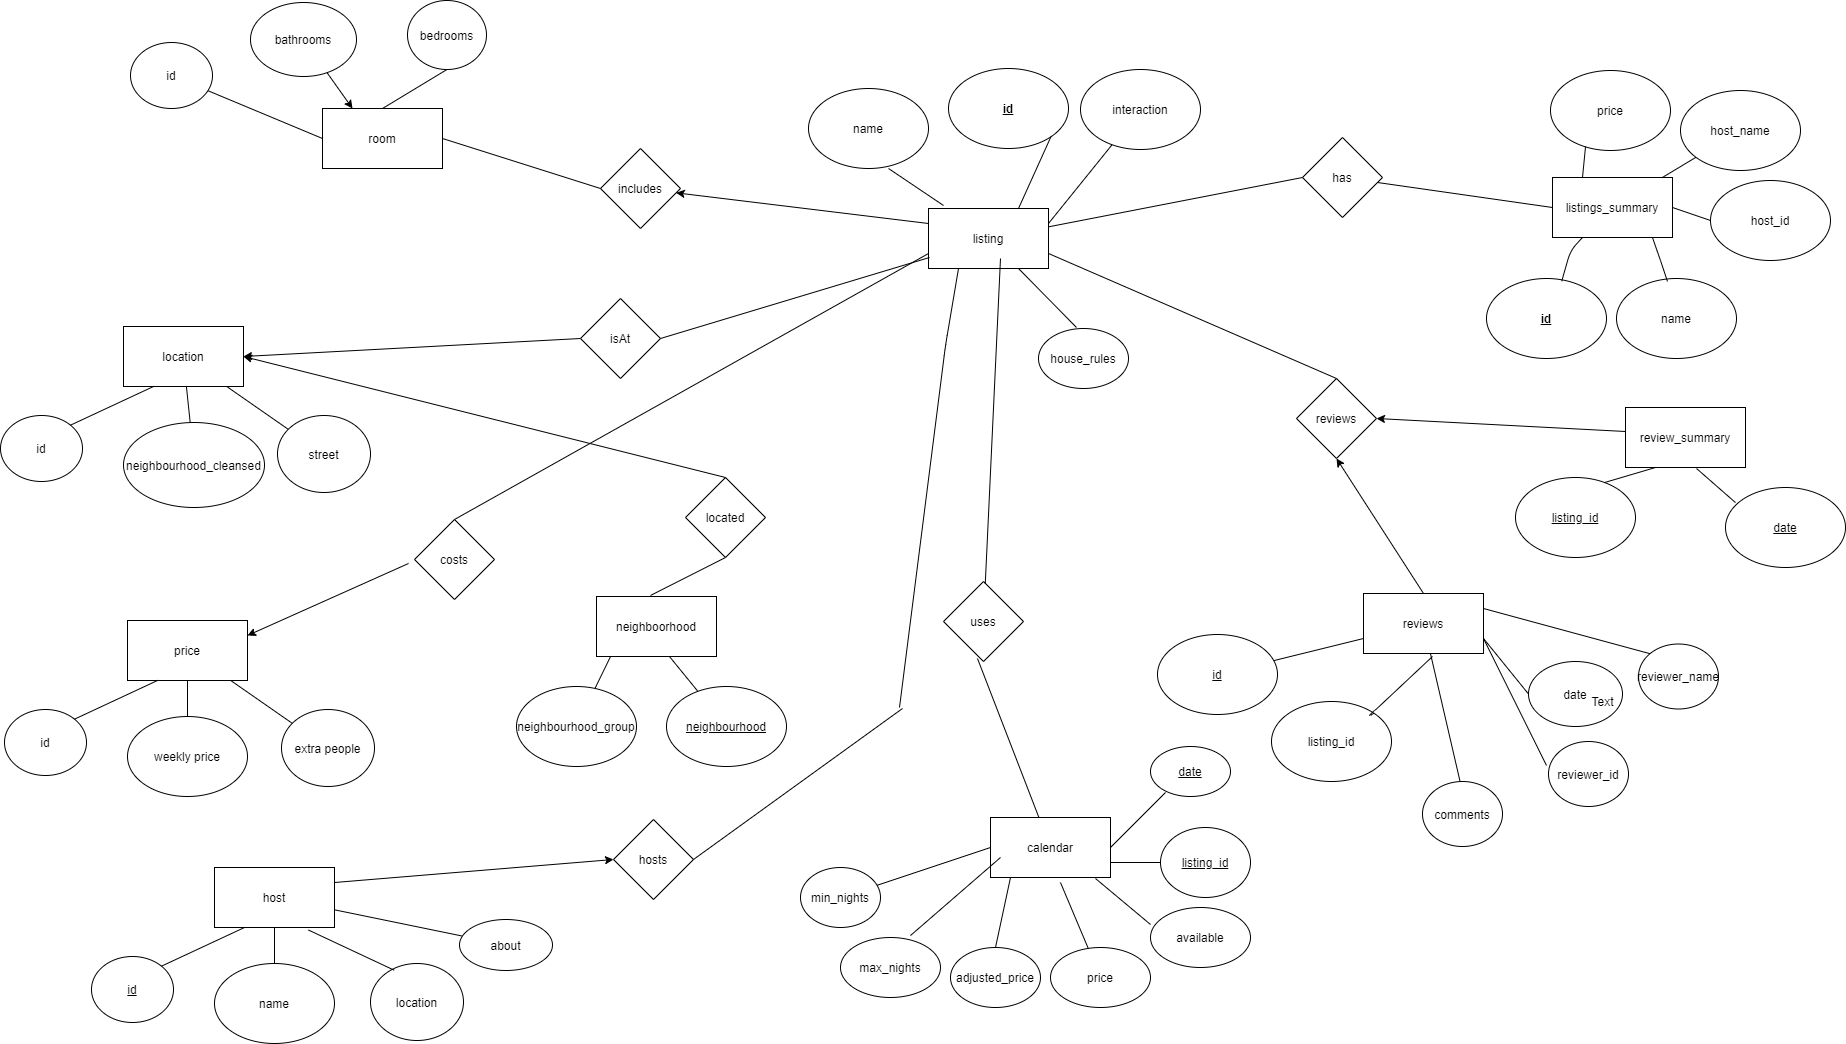 bathrooms
bedrooms
id
room
includes
name
id
interaction
listing
has
price
host_name
listings_summary
host_id
id
name
location
isAt
house_rules
id
neighbourhood_cleansed
street
reviews
review_summary
listing_id
date
located
costs
price
neighboorhood
uses
reviews
id
reviewer_name
date
Text
listing_id
reviewer_id
comments
id
weekly price
extra people
neighbourhood_group
neighbourhood
date
calendar
listing_id
min_nights
available
max_nights
adjusted_price
price
hosts
host
about
id
name
location